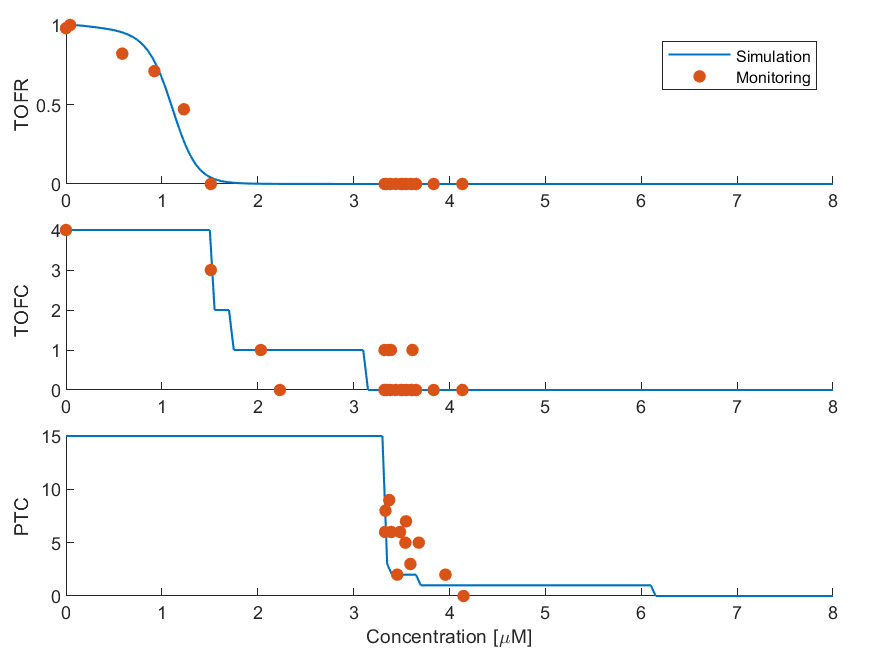 1
0.5
0
TOFR
Simulation
Monitoring
0 1 2 3 4 5 6 7 8
4
3
2
1
0
TOFC
0 1 2 3 4 5 6 7 8
15
10
5
0
PTC
0 1 2 3 4 5 6 7 8
Concentration [μM]